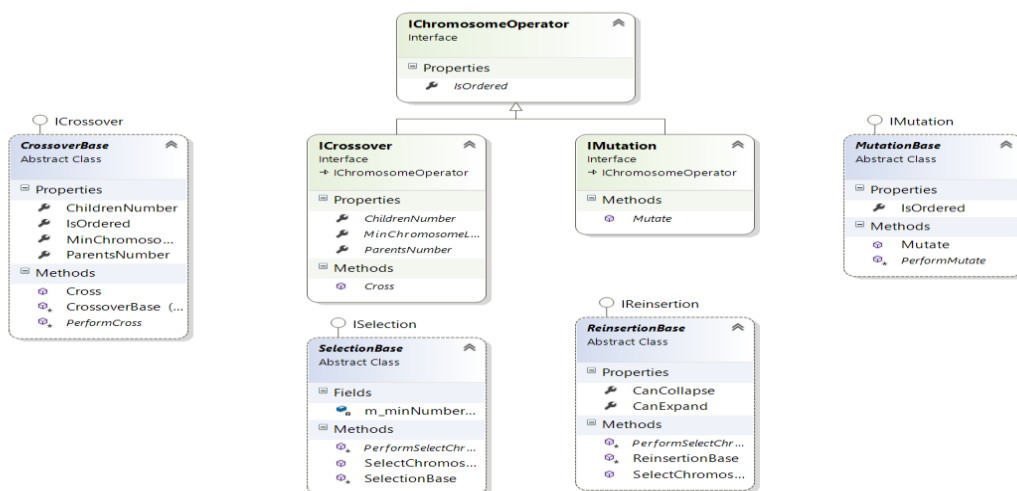 IChromosomeOperator
Interface
Properties
IsOrdered
ICrossover
CrossoverBase
Abstract Class
Properties
ChildrenNumber
IsOrdered
MinChromoso...
ParentsNumber
Methods
Cross
CrossoverBase (...
PerformCross
ICrossover
Interface
IChromosomeOperator
Properties
ChildrenNumber
MinChromosomeL...
ParentsNumber
Methods
Cross
IMutation
Interface
IChromosomeOperator
Methods
Mutate
IMutation
MutationBase
Abstract Class
Properties
IsOrdered
Methods
Mutate
PerformMutate
ISelection
SelectionBase
Abstract Class
Fields
m_minNumber...
Methods
PerformSelectChr...
SelectChromos...
SelectionBase
IReinsertion
ReinsertionBase
Abstract Class
Properties
CanCollapse
CanExpand
Methods
PerformSelectChr...
ReinsertionBase
SelectChromos...